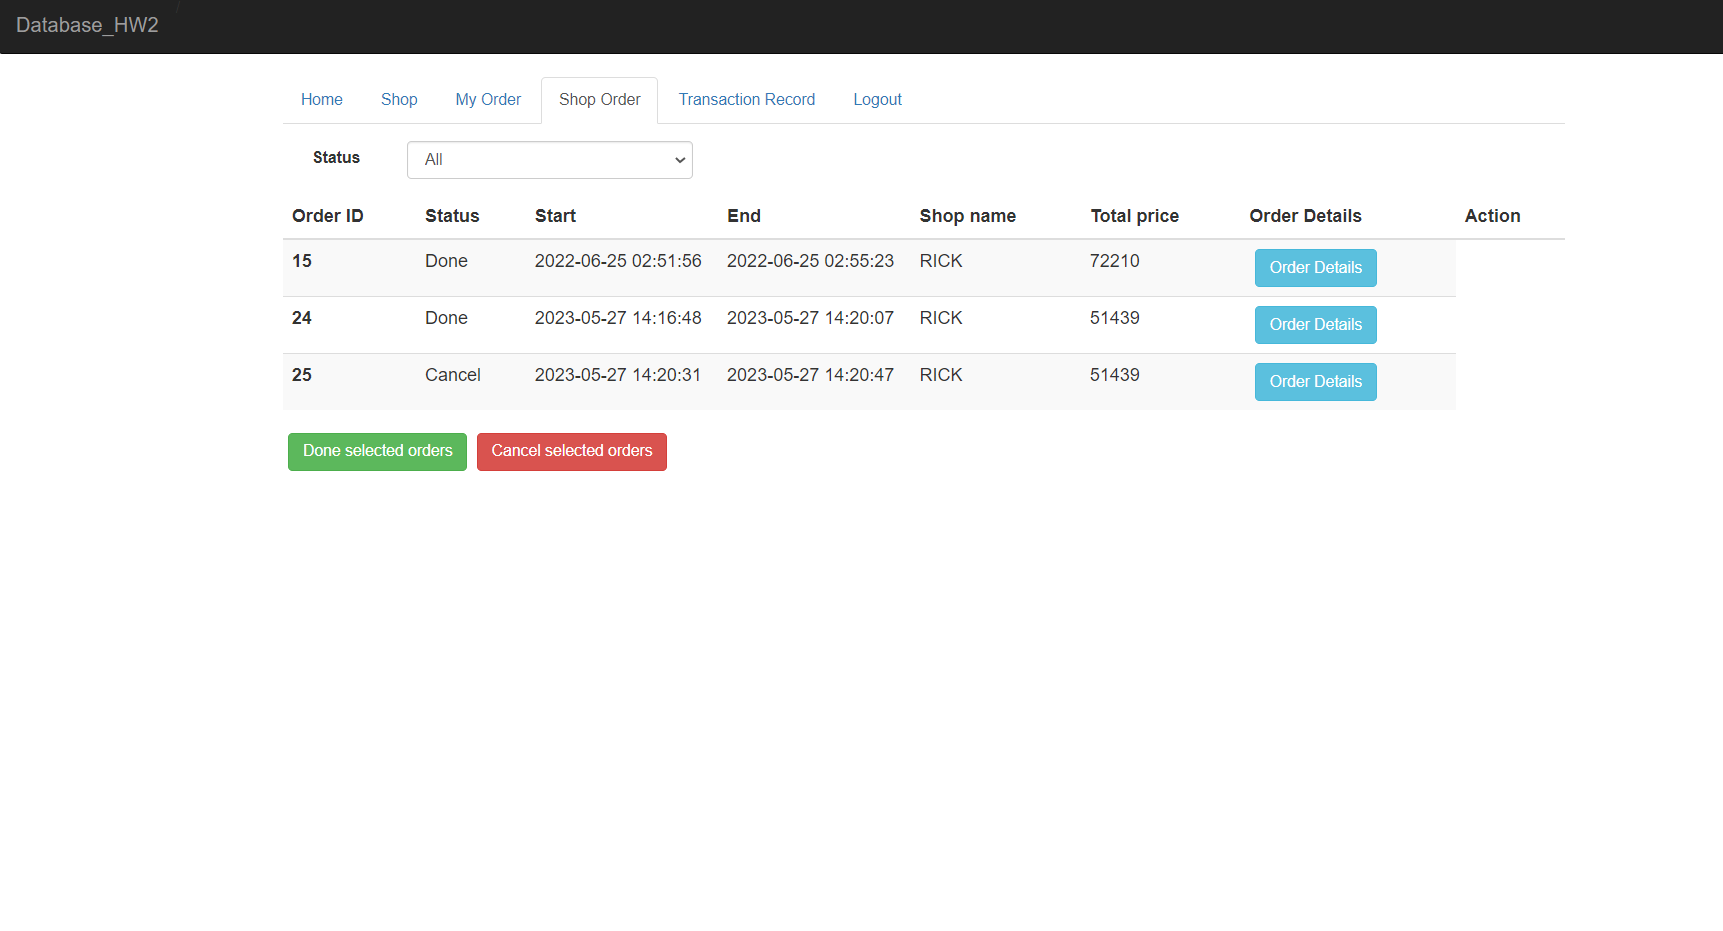 Database_HW2
Home Shop My Order Shop Order Transaction Record Logout
Status All
Order ID Status Start End Shop name Total price Order Details Action
15 Done 2022-06-25 02:51:56 2022-06-25 02:55:23 RICK 72210 Order Details
24 Done 2023-05-27 14:16:48 2023-05-27 14:20:07 RICK 51439 Order Details
25 Cancel 2023-05-27 14:20:31 2023-05-27 14:20:47 RICK 51439 Order Details
Done selected orders Cancel selected orders